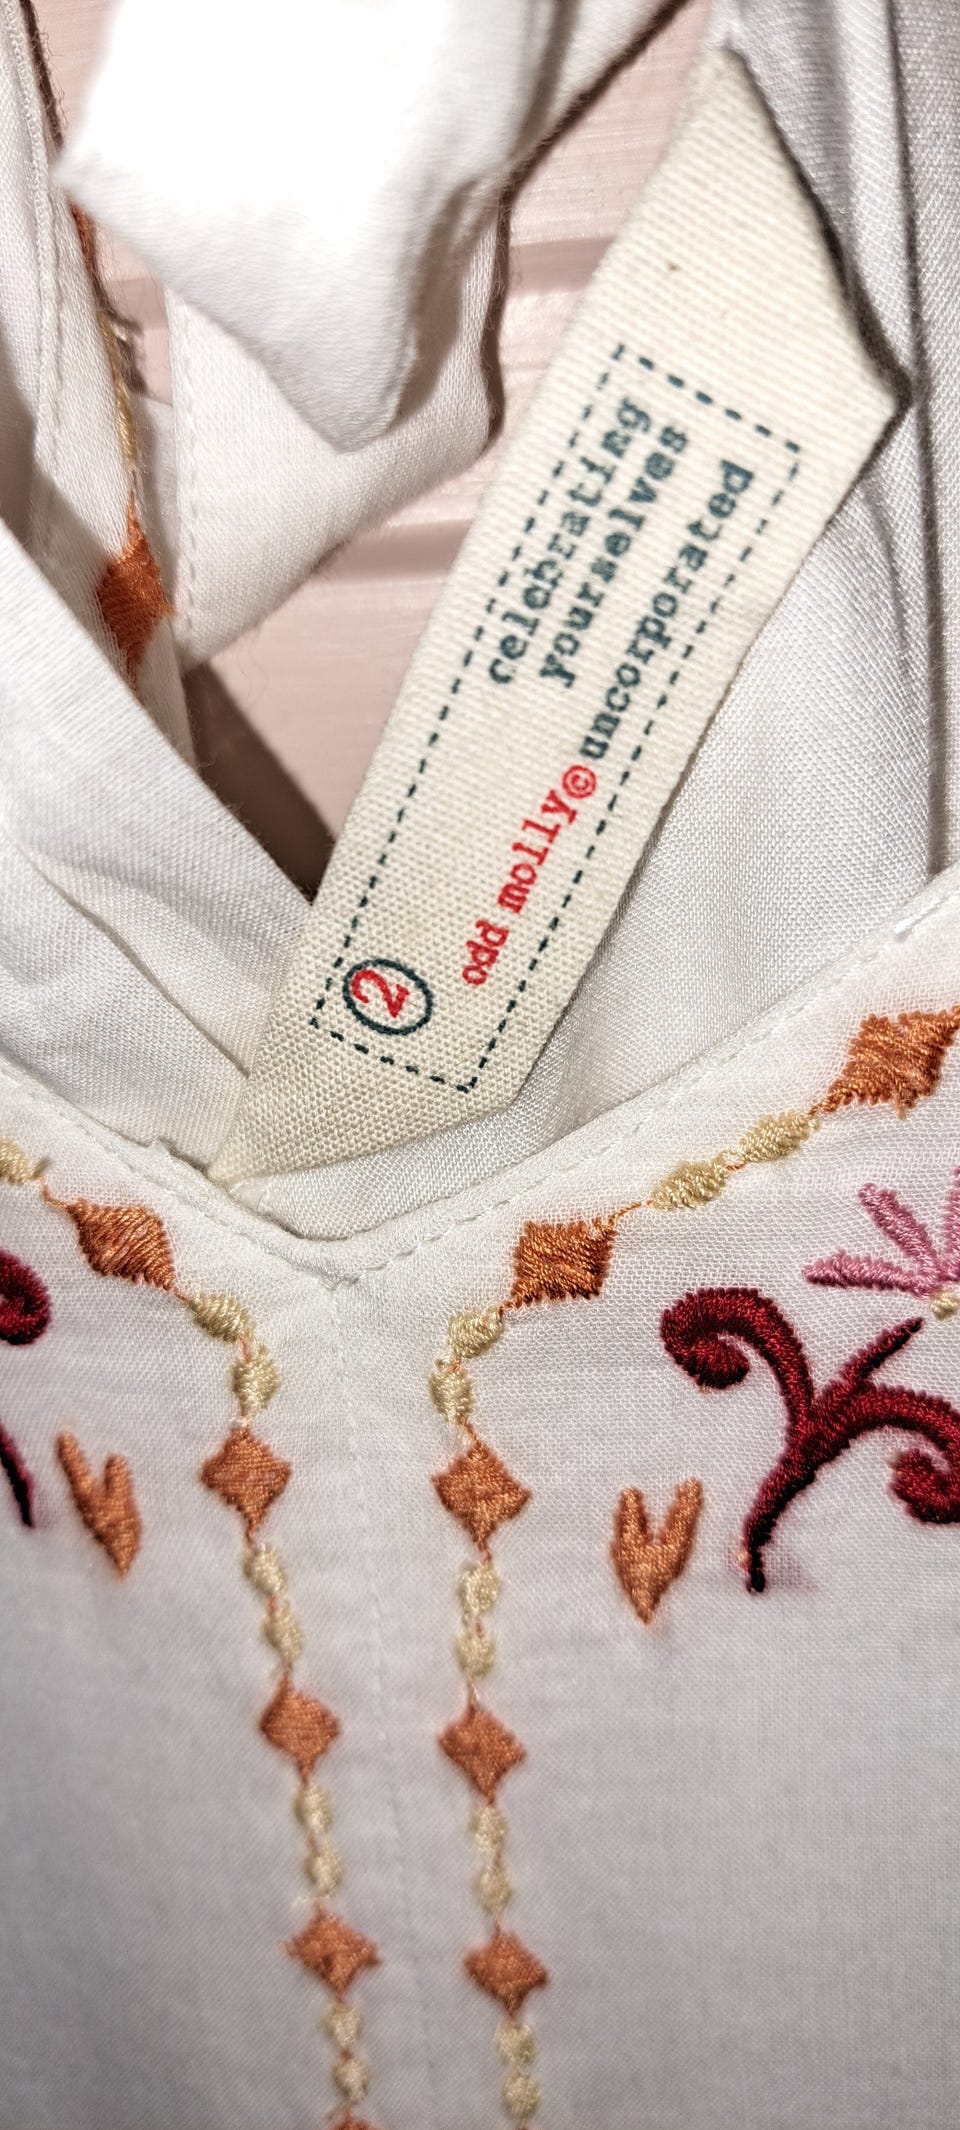 celebrating
yourselves
odd molly©uncorporated
2